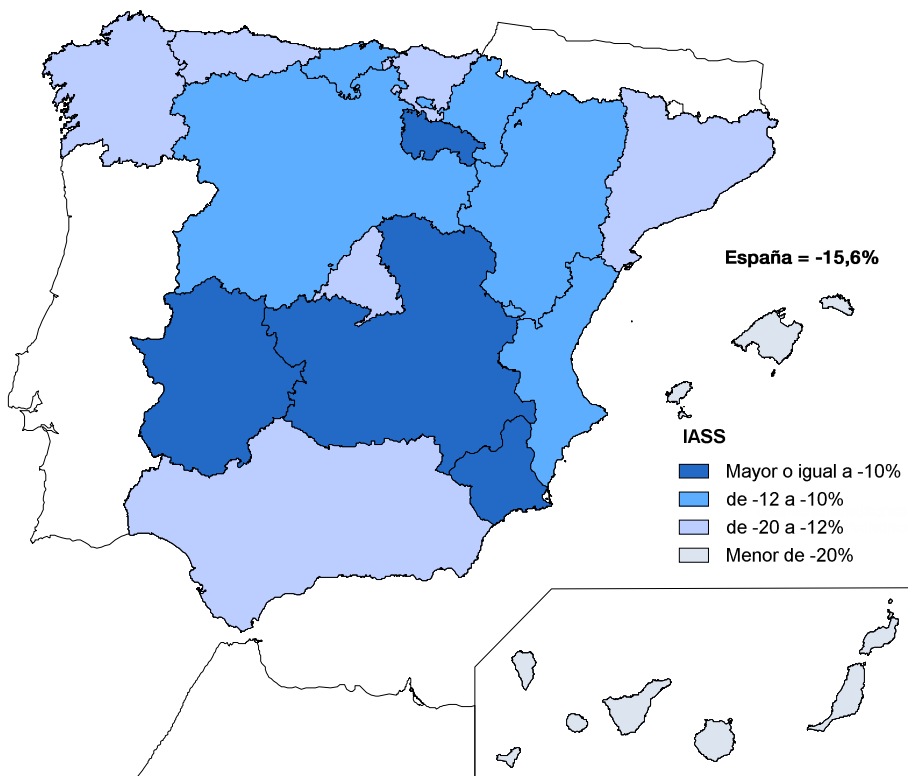 España = -15,6%
IASS
Mayor o igual a -10%
de -12 a -10%
de -20 a -12%
Menor de -20%